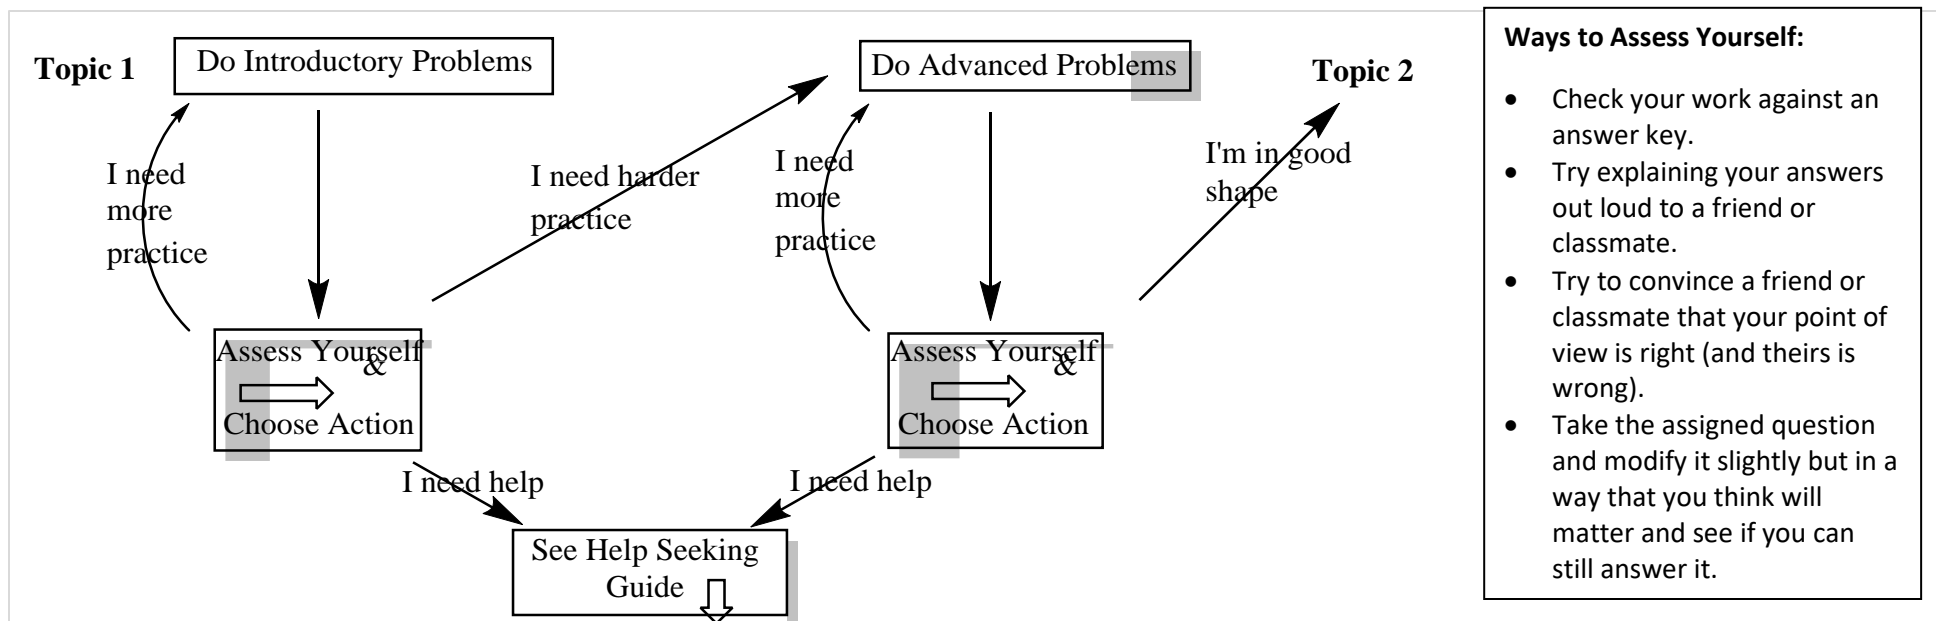 Topic 1
Do Introductory Problems
Do Advanced Problems
Topic 2
I need
more
practice
I need harder
practice
I need
more
practice
I'm in good
shape
Assess Yourself
&
Choose Action
Assess Yourself
&
Choose Action
I need help
I need help
See Help Seeking
Guide
Ways to Assess Yourself:
• Check your work against an
answer key.
• Try explaining your answers
out loud to a friend or
classmate.
• Try to convince a friend or
classmate that your point of
view is right (and theirs is
wrong).
• Take the assigned question
and modify it slightly but in a
way that you think will
matter and see if you can
still answer it.